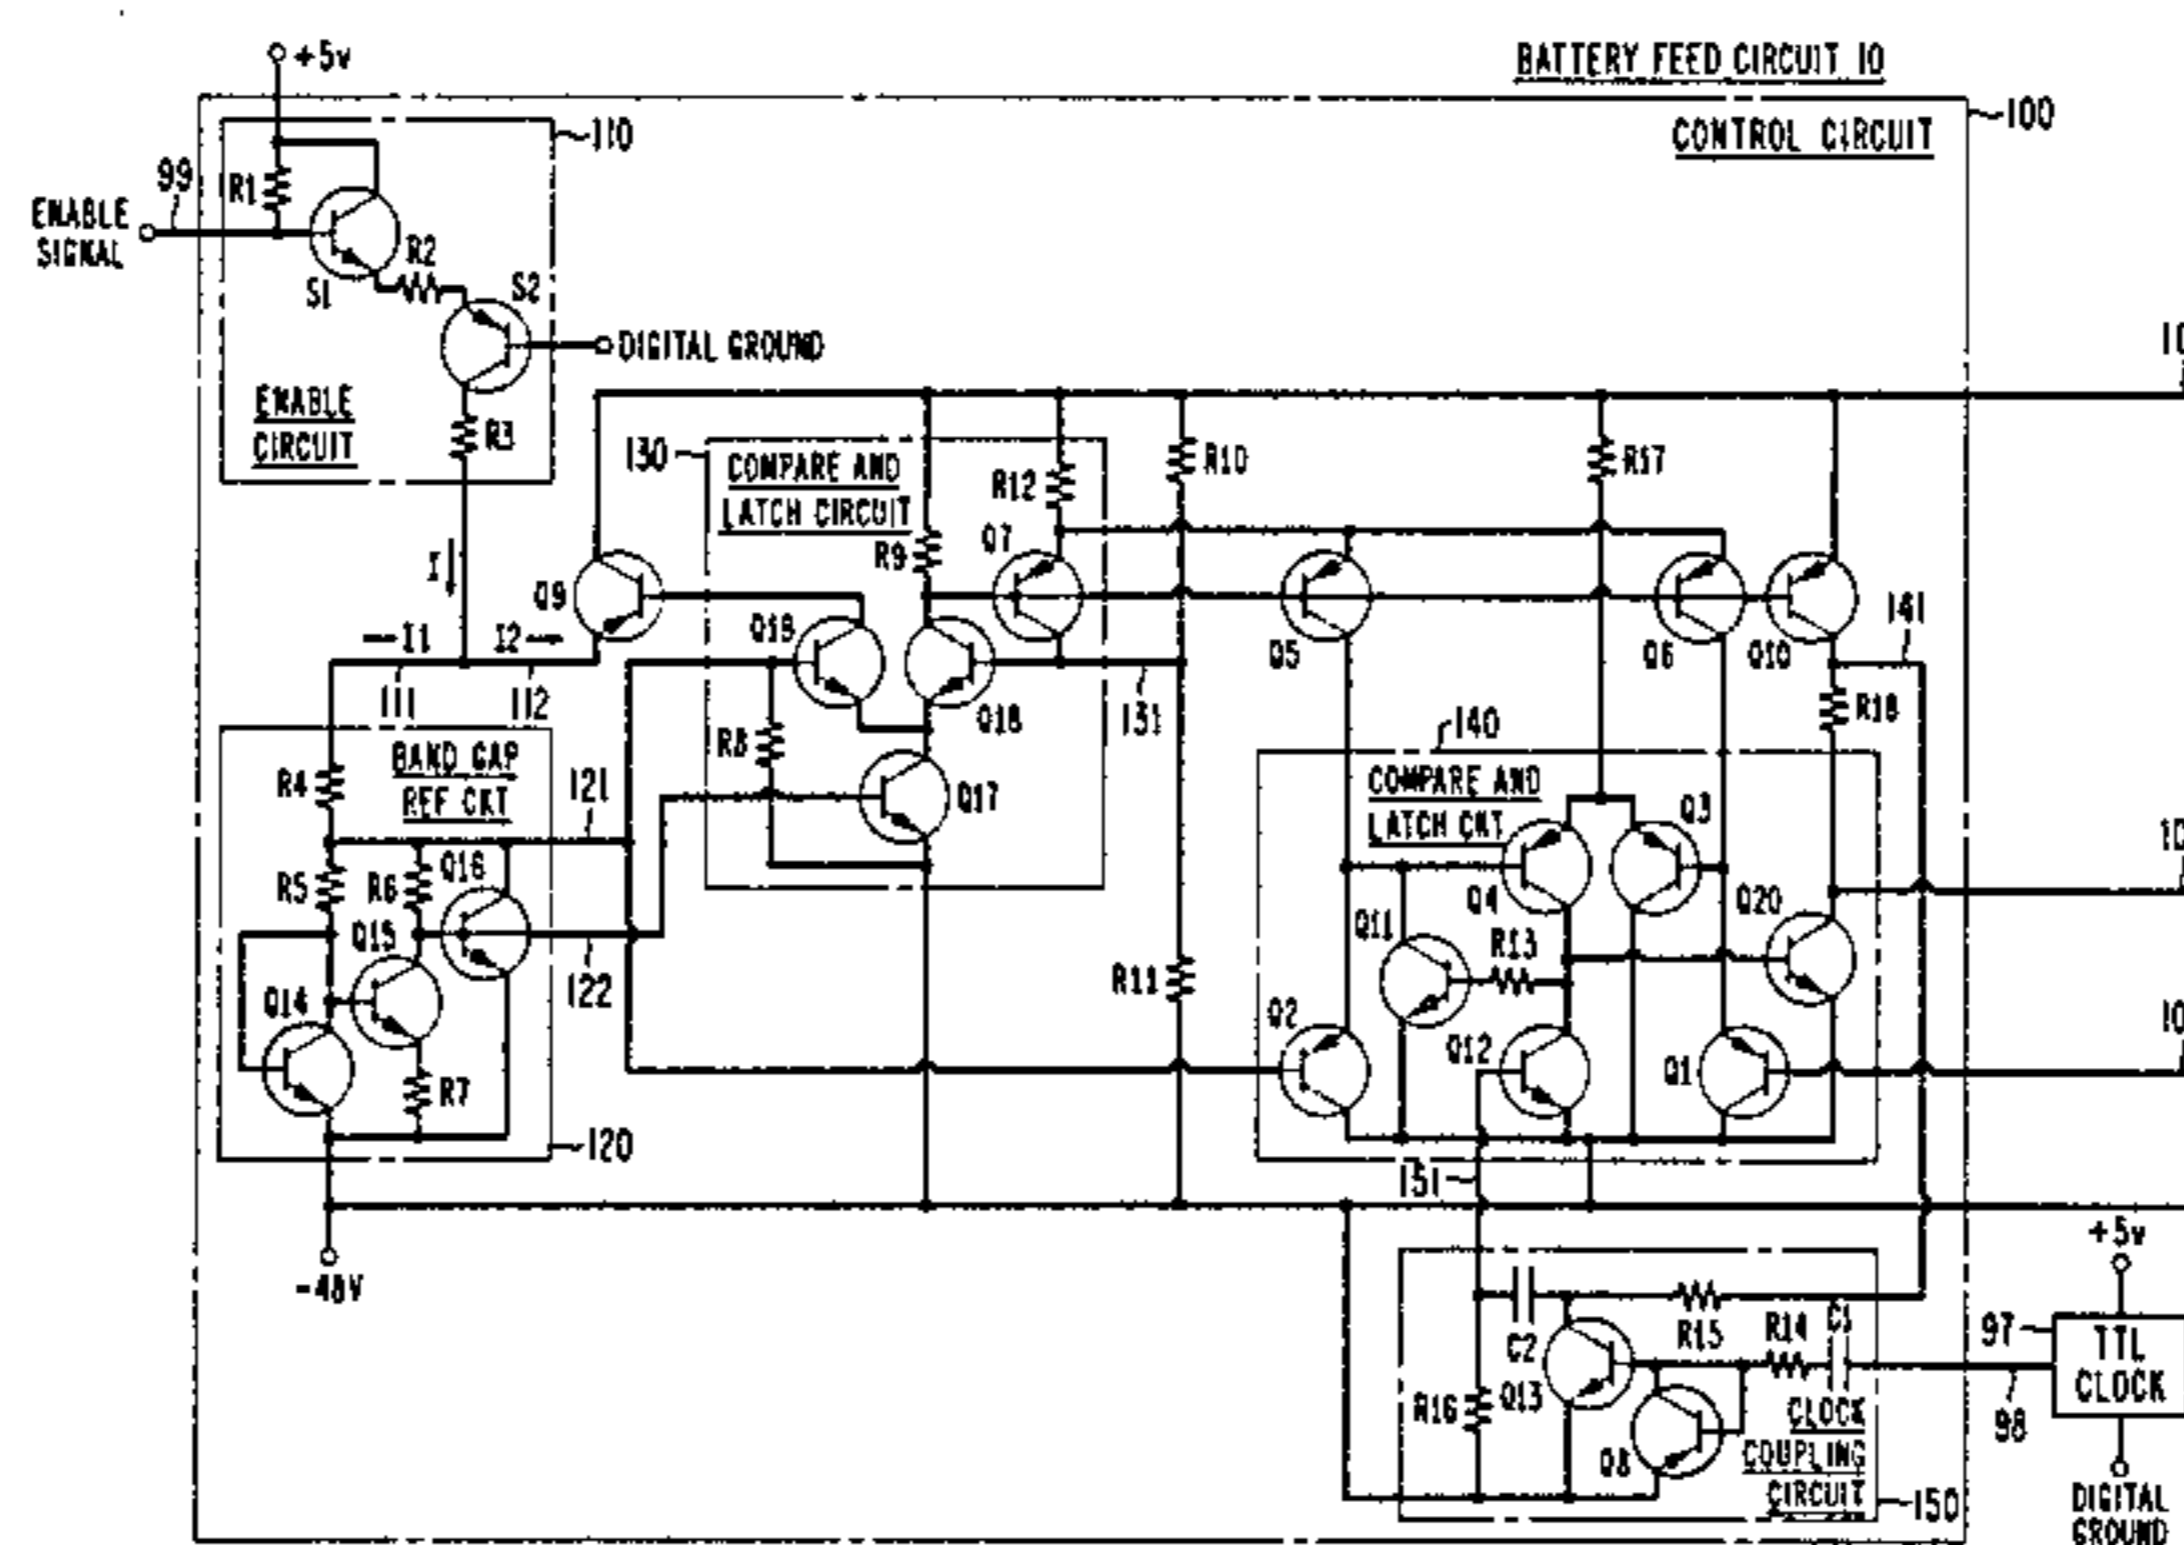 +5v
BATTERY FEED CIRCUIT 10
110
100
CONTROL CIRCUIT
99
R1
ENABLE
SIGNAL
R2
S1
S2
DIGITAL GROUND
ENABLE
CIRCUIT
R3
130
COMPARE AND
LATCH CIRCUIT
R12
R10
R17
I
Q9
R9
Q7
Q5
Q6
Q10
161
I1
I2
Q19
111
112
Q18
131
R18
R8
140
BAND GAP
REF CKT
R4
121
Q17
COMPARE AND
LATCH CKT
Q3
R5
R6
Q16
Q4
Q20
Q15
Q11
R13
122
R11
Q14
Q2
Q12
Q1
R7
120
151
-48V
+5v
C2
R15
R14
C1
97
TTL
CLOCK
R16
Q13
98
Q8
CLOCK
COUPLING
CIRCUIT
150
DIGITAL
GROUND